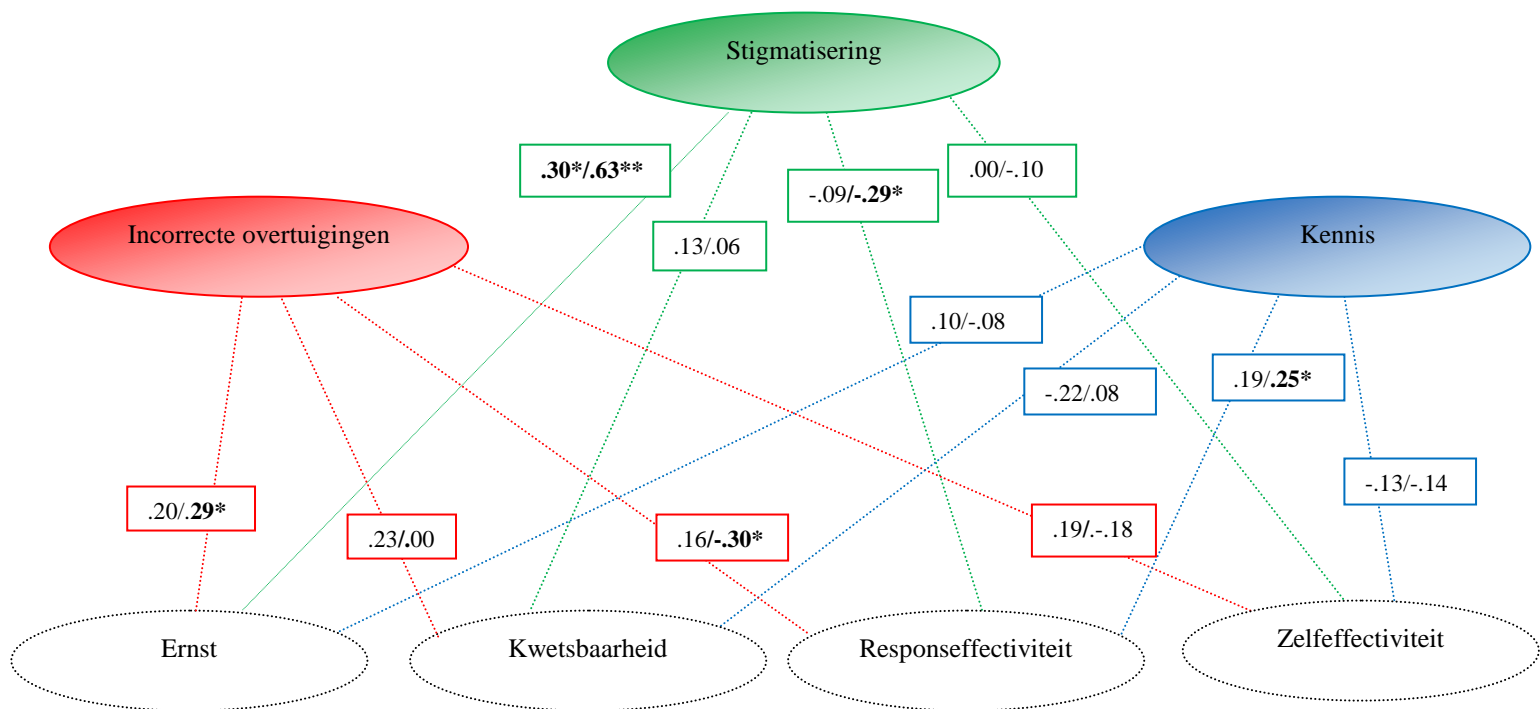 Stigmatisering
.30*/.63**
-.09/-.29*
.00/-.10
Incorrecte overtuigingen
.13/.06
Kennis
.10/-.08
-.22/.08
.19/.25*
.20/.29*
.23/.00
.16/-.30*
.19/.-.18
-.13/-.14
Ernst
Kwetsbaarheid
Responseffectiviteit
Zelfeffectiviteit